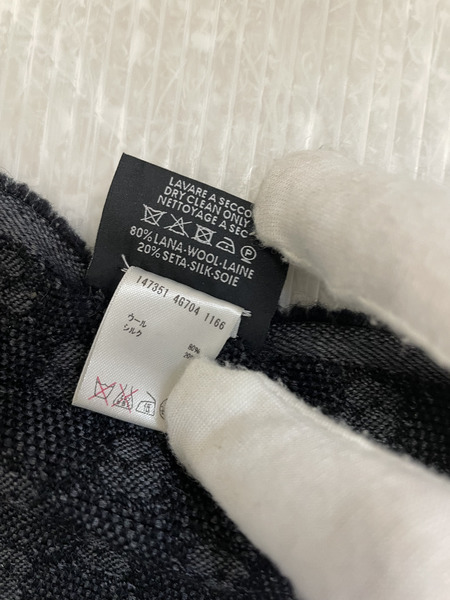 LAVARE A SECCO
DRY CLEAN ONLY
NETTOYAGE A SEC
80%LANA-WOOL-LAINE
20% SETA-SILK-SOIE
147351 4G704 1166
ウール 80%
シルク